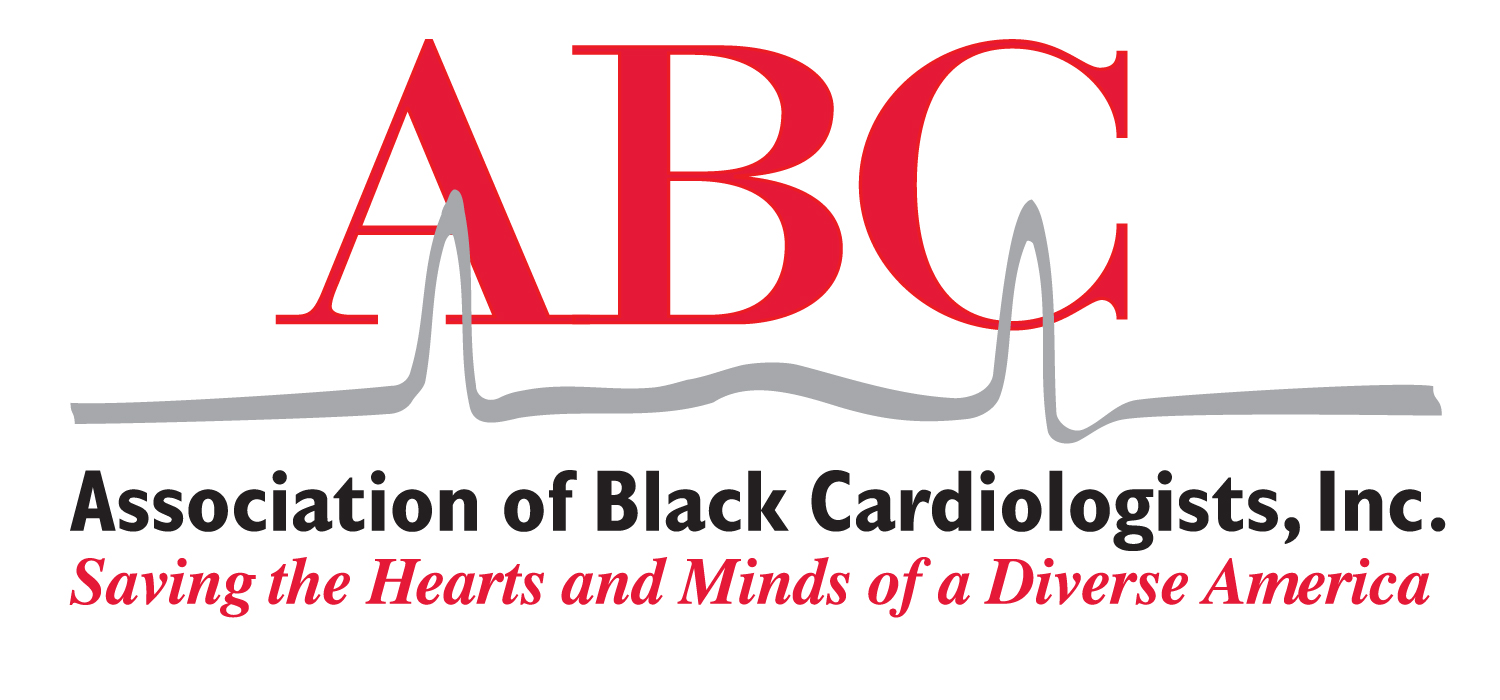 ABC
Association of Black Cardiologists, Inc.
Saving the Hearts and Minds of a Diverse America